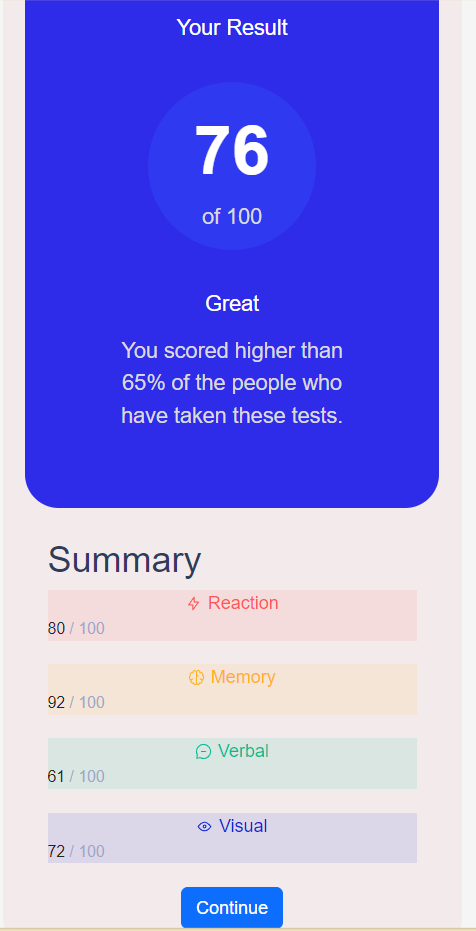 Your Result
76
of 100
Great
You scored higher than
65% of the people who
have taken these tests.
Summary
Reaction
80 / 100
Memory
92 / 100
Verbal
61 / 100
Visual
72 / 100
Continue